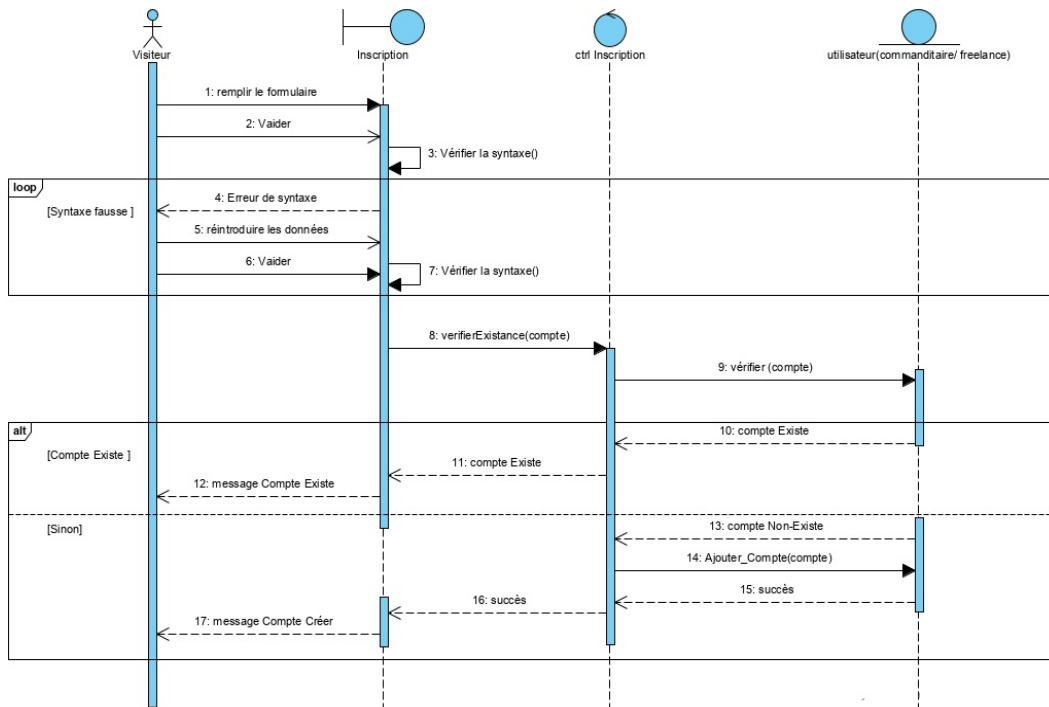 Visiteur
Inscription
ctrl Inscription
utilisateur(commanditaire/ freelance)
1: remplir le formulaire
2: Vaider
3: Vérifier la syntaxe()
loop
[Syntaxe fausse ]
4: Erreur de syntaxe
5: réintroduire les données
6: Vaider
7: Vérifier la syntaxe()
8: verifierExistance(compte)
9: vérifier (compte)
alt
[Compte Existe ]
10: compte Existe
11: compte Existe
12: message Compte Existe
[Sinon]
13: compte Non-Existe
14: Ajouter_Compte(compte)
15: succès
16: succès
17: message Compte Créer